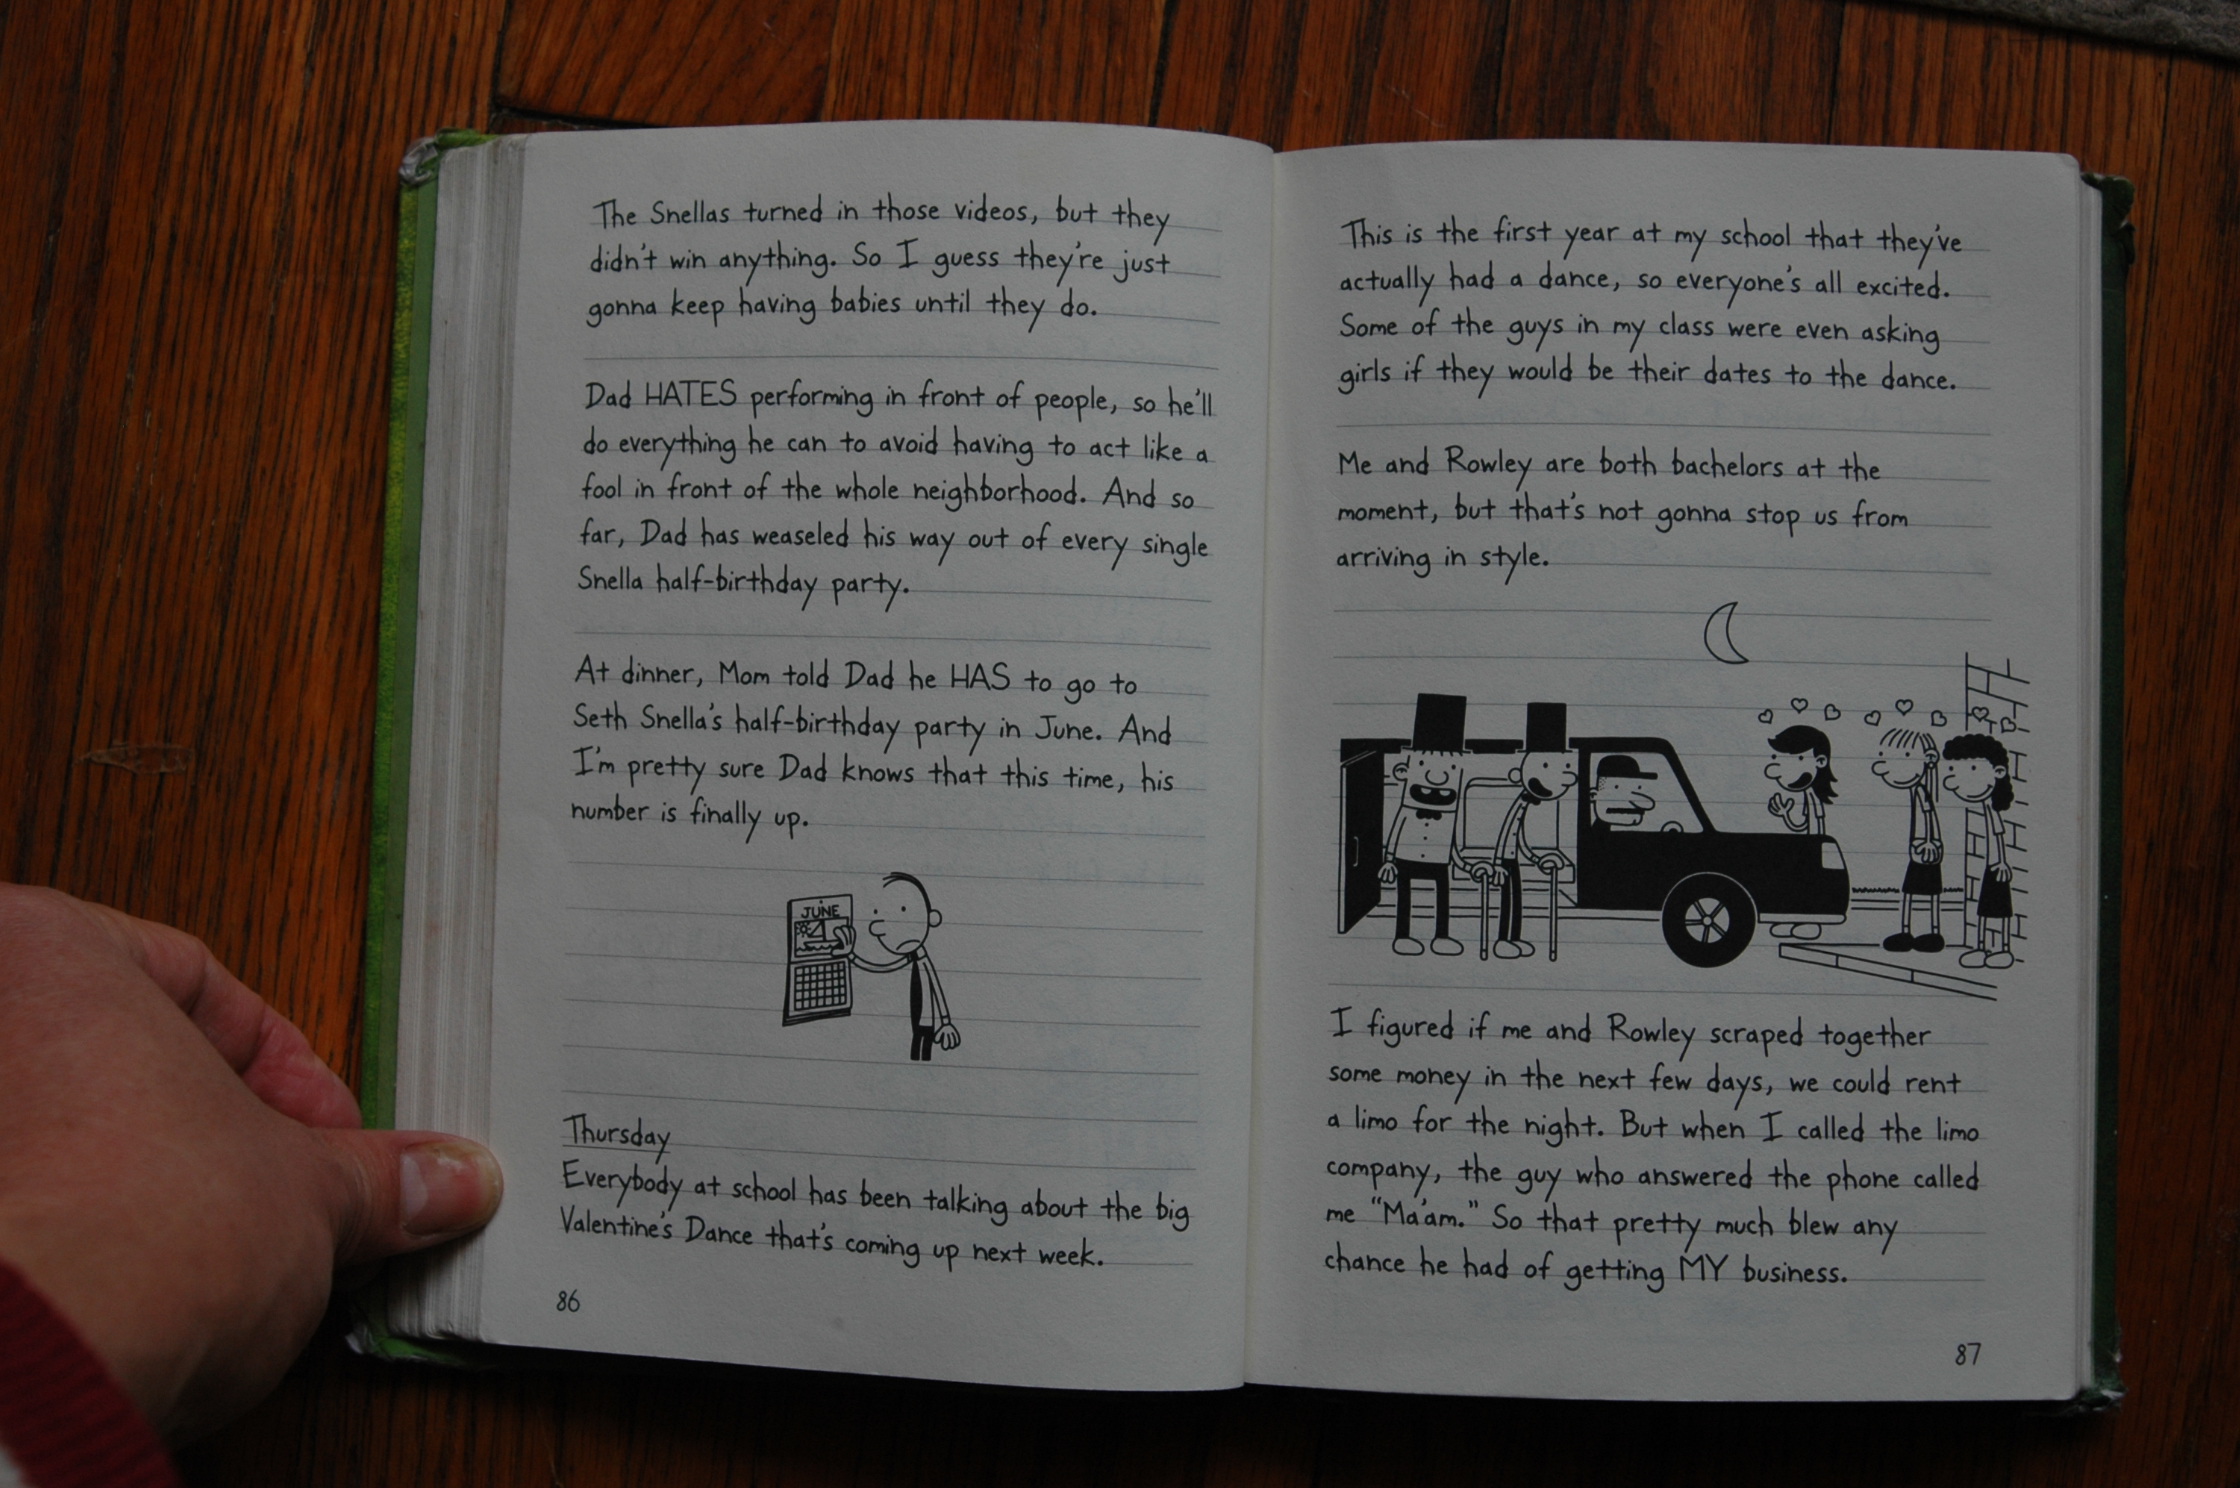 The Snellas turned in those videos, but they
didn't win anything. So I guess they're just
gonna keep having babies until they do.
Dad HATES performing in front of people, so he'll
do everything he can to avoid having to act like a
fool in front of the whole neighborhood. And so
far, Dad has weaseled his way out of every single
Snella half-birthday party.
At dinner, Mom told Dad he HAS to go to
Seth Snella's half-birthday party in June. And
I'm pretty sure Dad knows that this time, his
number is finally up.
JUNE
Thursday
Everybody at school has been talking about the big
Valentine's Dance that's coming up next week.
86
This is the first year at my school that they've
actually had a dance, so everyone's all excited.
Some of the guys in my class were even asking
girls if they would be their dates to the dance.
Me and Rowley are both bachelors at the
moment, but that's not gonna stop us from
arriving in style.
I figured if me and Rowley scraped together
some money in the next few days, we could rent
a limo for the night. But when I called the limo
company, the guy who answered the phone called
me "Ma'am." So that pretty much blew any
chance he had of getting MY business.
87